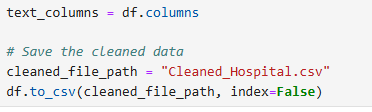 text_columns = df.columns
# Save the cleaned data
cleaned_file_path = "Cleaned_Hospital.csv"
df.to_csv(cleaned_file_path, index=False)